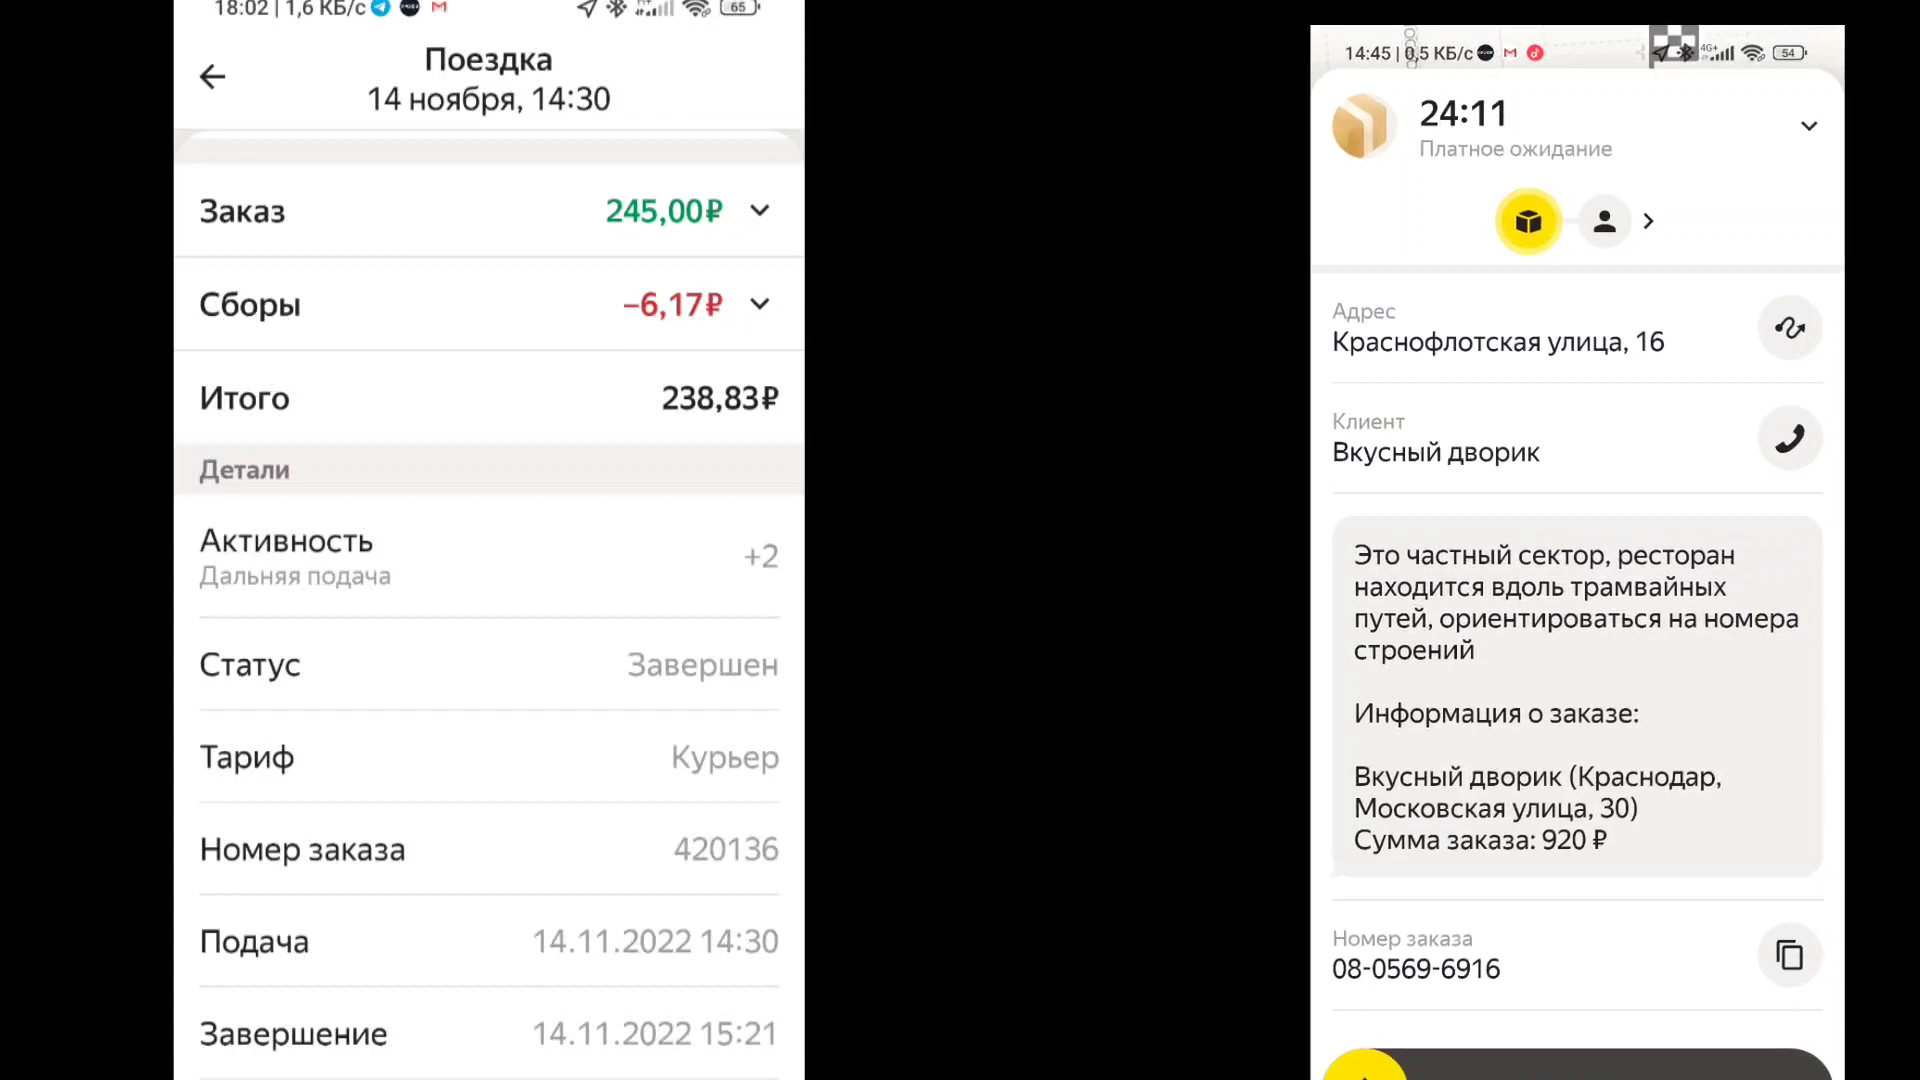 18:02 | 1,6 КБ/с
65
Поездка
14 ноября, 14:30
Заказ 245,00₽
Сборы −6,17₽
Итого 238,83₽
Детали
Активность +2
Дальняя подача
Статус Завершен
Тариф Курьер
Номер заказа 420136
Подача 14.11.2022 14:30
Завершение 14.11.2022 15:21
14:45 | 0,5 КБ/с
4G+ 54
24:11
Платное ожидание
Адрес
Краснофлотская улица, 16
Клиент
Вкусный дворик
Это частный сектор, ресторан
находится вдоль трамвайных
путей, ориентироваться на номера
строений
Информация о заказе:
Вкусный дворик (Краснодар,
Московская улица, 30)
Сумма заказа: 920 ₽
Номер заказа
08-0569-6916